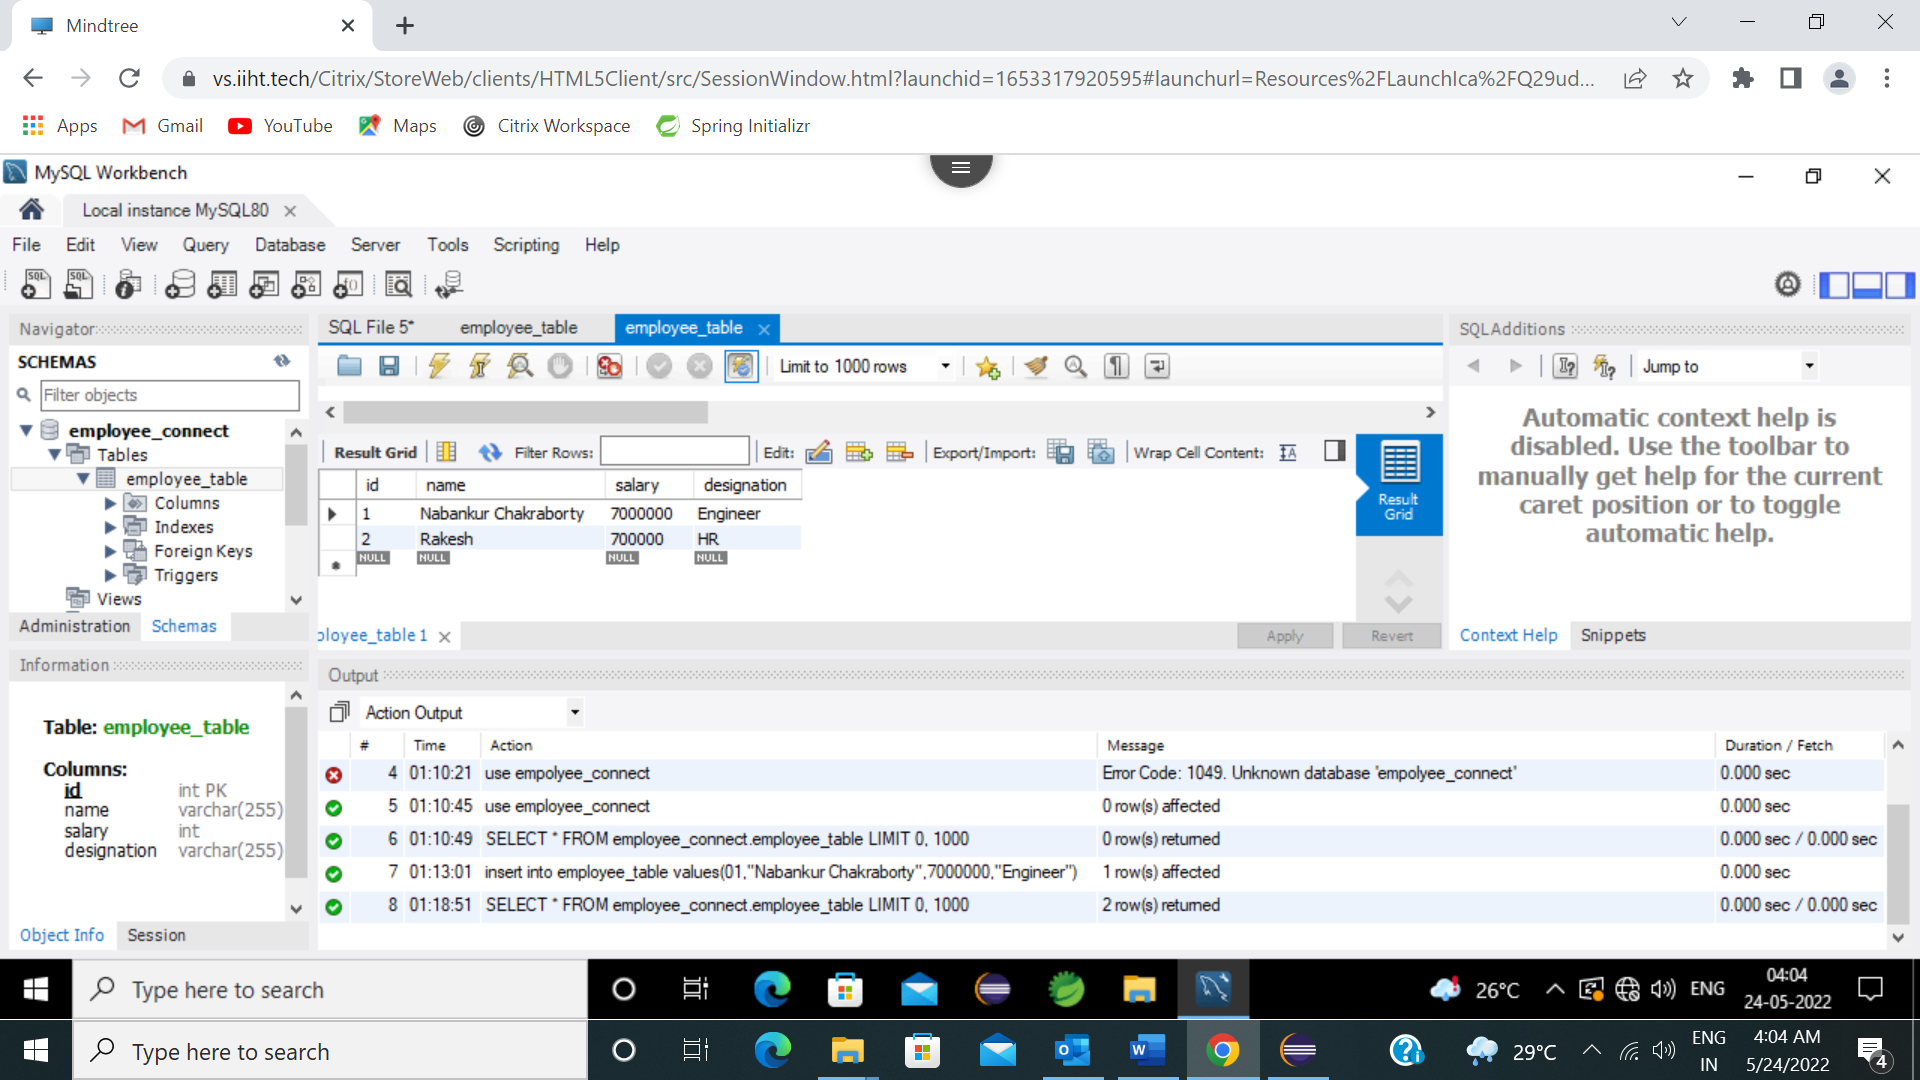 Mindtree
vs.iiht.tech/Citrix/StoreWeb/clients/HTML5Client/src/SessionWindow.html?launchid=1653317920595#launchurl=Resources%2FLaunchIca%2FQ29ud...
Apps Gmail YouTube Maps Citrix Workspace Spring Initializr
MySQL Workbench
Local instance MySQL80
File Edit View Query Database Server Tools Scripting Help
Navigator
SCHEMAS
Filter objects
employee_connect
Tables
employee_table
Columns
Indexes
Foreign Keys
Triggers
Views
Administration Schemas
Information
Table: employee_table
Columns:
id int PK
name varchar(255)
salary int
designation varchar(255)
Object Info Session
SQL File 5* employee_table employee_table
Limit to 1000 rows
Result Grid Filter Rows: Edit: Export/Import: Wrap Cell Content:
id name salary designation
1 Nabankur Chakraborty 7000000 Engineer
2 Rakesh 700000 HR
NULL NULL NULL NULL
Result
Grid
ployee_table 1
Apply Revert
SQLAdditions
Jump to
Automatic context help is
disabled. Use the toolbar to
manually get help for the current
caret position or to toggle
automatic help.
Context Help Snippets
Output
Action Output
# Time Action Message Duration / Fetch
4 01:10:21 use empolyee_connect Error Code: 1049. Unknown database 'empolyee_connect' 0.000 sec
5 01:10:45 use employee_connect 0 row(s) affected 0.000 sec
6 01:10:49 SELECT * FROM employee_connect.employee_table LIMIT 0, 1000 0 row(s) returned 0.000 sec / 0.000 sec
7 01:13:01 insert into employee_table values(01,"Nabankur Chakraborty",7000000,"Engineer") 1 row(s) affected 0.000 sec
8 01:18:51 SELECT * FROM employee_connect.employee_table LIMIT 0, 1000 2 row(s) returned 0.000 sec / 0.000 sec
Type here to search 26°C ENG 04:04
24-05-2022
Type here to search 29°C ENG 4:04 AM
IN 5/24/2022 4